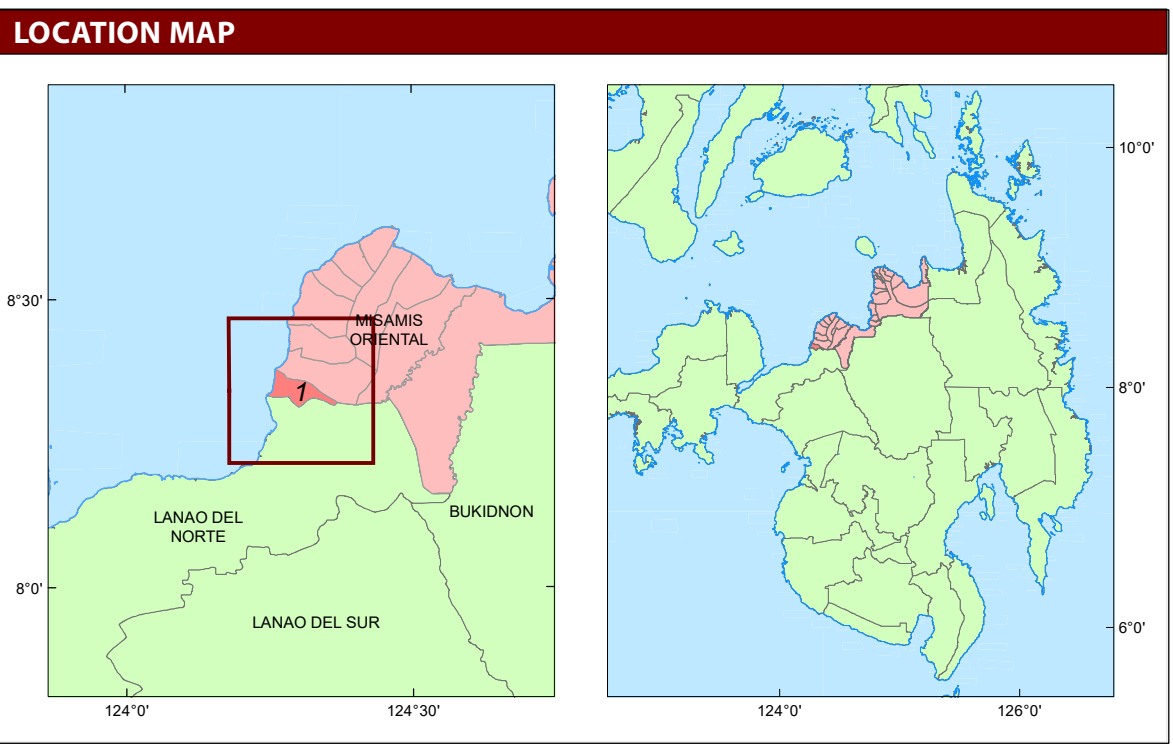 LOCATION MAP
8°30'
MISAMIS
ORIENTAL
1
LANAO DEL
NORTE
BUKIDNON
8°0'
LANAO DEL SUR
124°0'
124°30'
10°0'
8°0'
6°0'
124°0'
126°0'